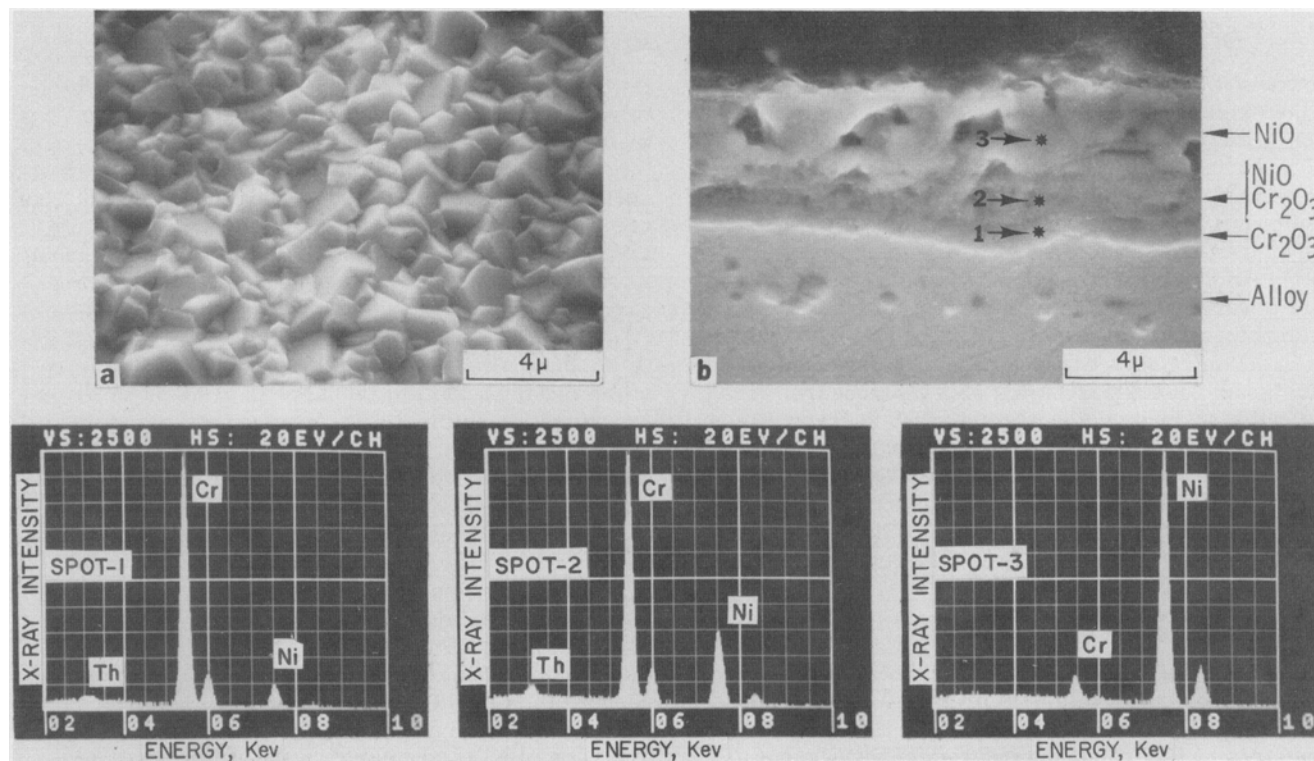 a
4μ
b
4μ
1
2
3
NiO
NiO
Cr₂O₃
Cr₂O₃
Alloy
VS:2500 HS: 20EV/CH
X-RAY INTENSITY
SPOT-1
Th
Cr
Ni
02 04 06 08 10
ENERGY, Kev
VS:2500 HS: 20EV/CH
X-RAY INTENSITY
SPOT-2
Th
Cr
Ni
02 04 06 08 10
ENERGY, Kev
VS:2500 HS: 20EV/CH
X-RAY INTENSITY
SPOT-3
Cr
Ni
02 04 06 08 10
ENERGY, Kev